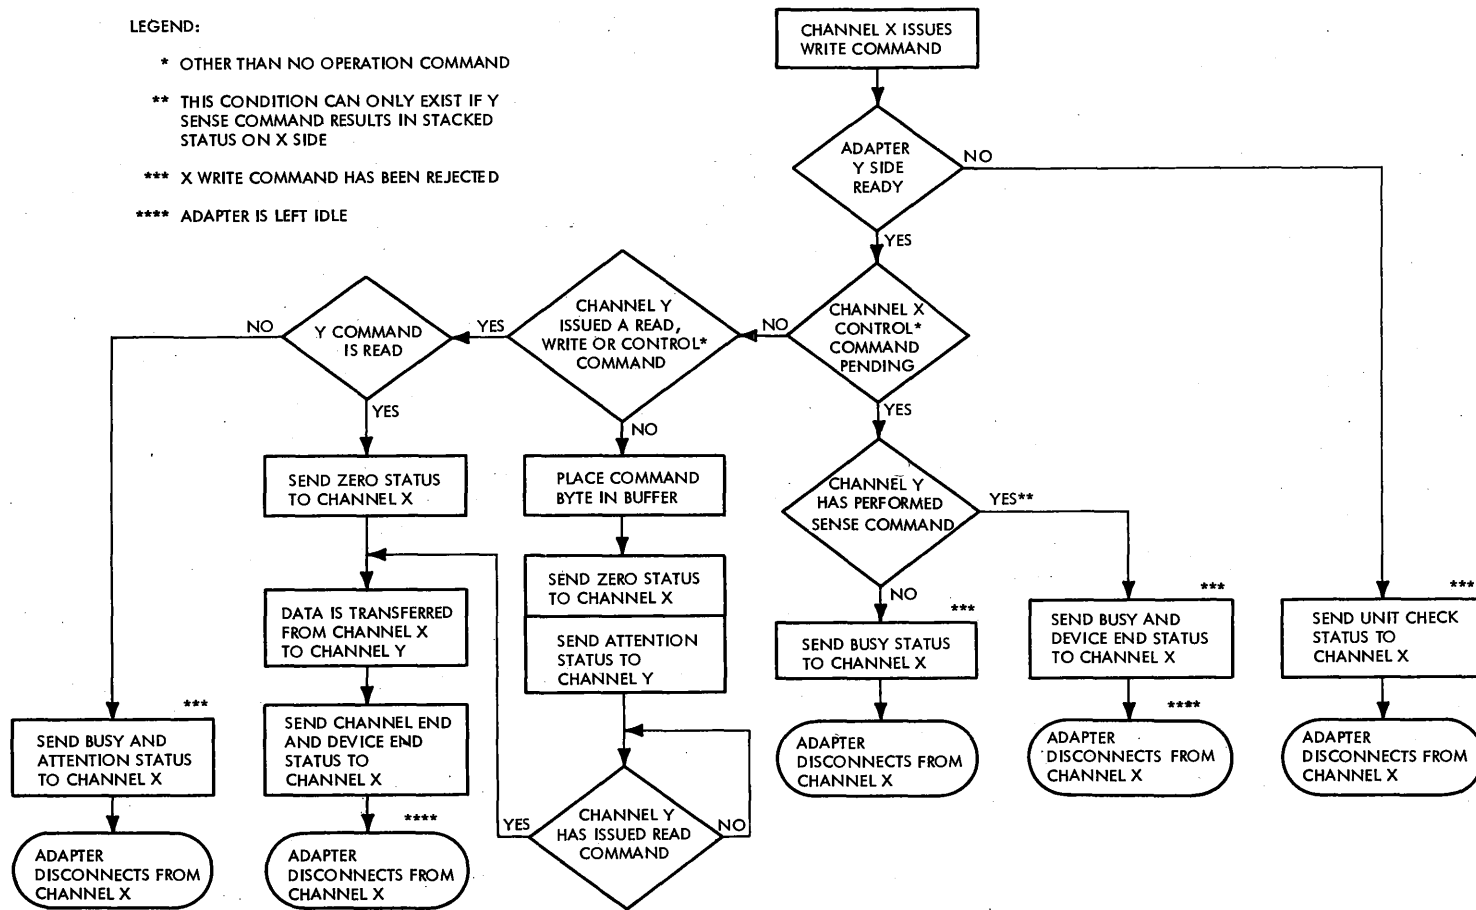 LEGEND:
* OTHER THAN NO OPERATION COMMAND
** THIS CONDITION CAN ONLY EXIST IF Y
SENSE COMMAND RESULTS IN STACKED
STATUS ON X SIDE
*** X WRITE COMMAND HAS BEEN REJECTED
**** ADAPTER IS LEFT IDLE
CHANNEL X ISSUES
WRITE COMMAND
ADAPTER
Y SIDE
READY
NO
YES
CHANNEL X
CONTROL*
COMMAND
PENDING
NO
YES
CHANNEL Y
ISSUED A READ,
WRITE OR CONTROL*
COMMAND
YES
NO
Y COMMAND
IS READ
NO
YES
SEND ZERO STATUS
TO CHANNEL X
PLACE COMMAND
BYTE IN BUFFER
CHANNEL Y
HAS PERFORMED
SENSE COMMAND
YES**
NO
DATA IS TRANSFERRED
FROM CHANNEL X
TO CHANNEL Y
SEND ZERO STATUS
TO CHANNEL X
SEND ATTENTION
STATUS TO
CHANNEL Y
***
SEND BUSY STATUS
TO CHANNEL X
***
SEND BUSY AND
DEVICE END STATUS
TO CHANNEL X
***
SEND UNIT CHECK
STATUS TO
CHANNEL X
***
SEND BUSY AND
ATTENTION STATUS
TO CHANNEL X
SEND CHANNEL END
AND DEVICE END
STATUS TO
CHANNEL X
ADAPTER
DISCONNECTS FROM
CHANNEL X
****
ADAPTER
DISCONNECTS FROM
CHANNEL X
ADAPTER
DISCONNECTS FROM
CHANNEL X
ADAPTER
DISCONNECTS FROM
CHANNEL X
****
ADAPTER
DISCONNECTS FROM
CHANNEL X
YES
CHANNEL Y
HAS ISSUED READ
COMMAND
NO